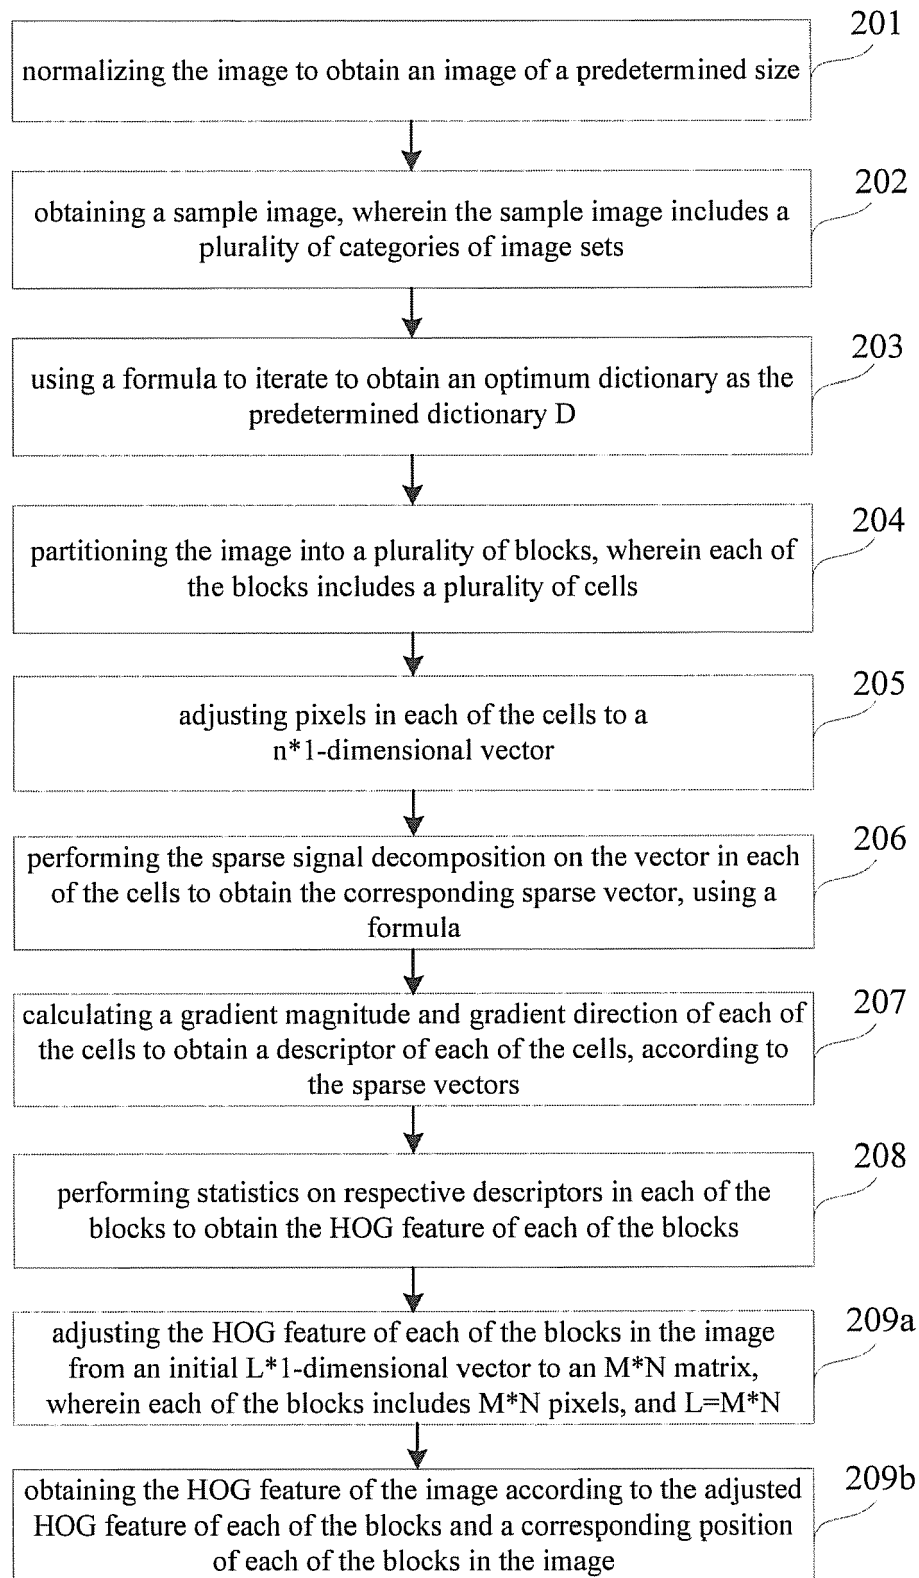 201
normalizing the image to obtain an image of a predetermined size
202
obtaining a sample image, wherein the sample image includes a
plurality of categories of image sets
203
using a formula to iterate to obtain an optimum dictionary as the
predetermined dictionary D
204
partitioning the image into a plurality of blocks, wherein each of
the blocks includes a plurality of cells
205
adjusting pixels in each of the cells to a
n*1-dimensional vector
206
performing the sparse signal decomposition on the vector in each
of the cells to obtain the corresponding sparse vector, using a
formula
207
calculating a gradient magnitude and gradient direction of each of
the cells to obtain a descriptor of each of the cells, according to
the sparse vectors
208
performing statistics on respective descriptors in each of the
blocks to obtain the HOG feature of each of the blocks
209a
adjusting the HOG feature of each of the blocks in the image
from an initial L*1-dimensional vector to an M*N matrix,
wherein each of the blocks includes M*N pixels, and L=M*N
209b
obtaining the HOG feature of the image according to the adjusted
HOG feature of each of the blocks and a corresponding position
of each of the blocks in the image